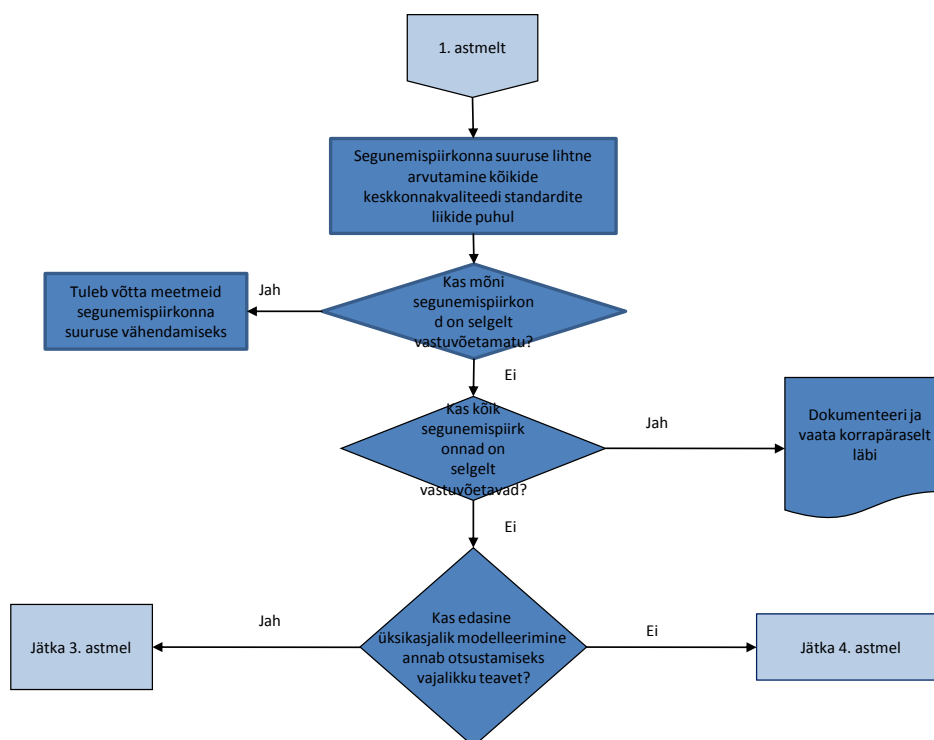 1. astmelt
Segunemispiirkonna suuruse lihtne
arvutamine kõikide
keskkonnakvaliteedi standardite
liikide puhul
Kas mõni
segunemispiirkon
d on selgelt
vastuvõetamatu?
Jah
Tuleb võtta meetmeid
segunemispiirkonna
suuruse vähendamiseks
Ei
Kas kõik
segunemispiirk
onnad on
selgelt
vastuvõetavad?
Jah
Dokumenteeri ja
vaata korrapäraselt
läbi
Ei
Kas edasine
üksikasjalik modelleerimine
annab otsustamiseks
vajalikku teavet?
Jah
Jätka 3. astmel
Ei
Jätka 4. astmel